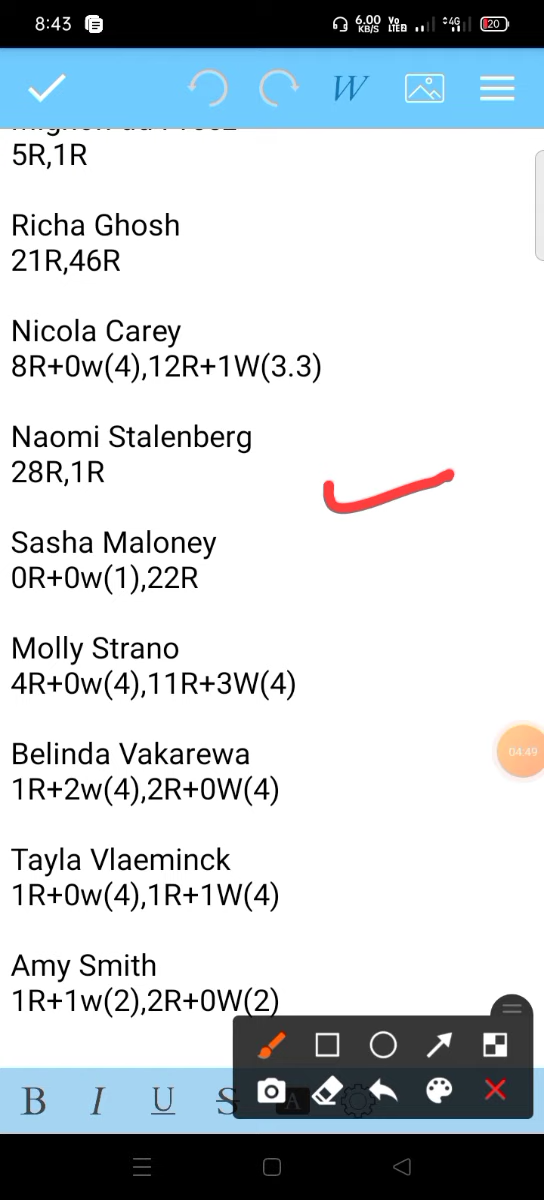 8:43
6.00
KB/S
Vo
LTE2
4G
20
W
5R,1R
Richa Ghosh
21R,46R
Nicola Carey
8R+0w(4),12R+1W(3.3)
Naomi Stalenberg
28R,1R
Sasha Maloney
0R+0w(1),22R
Molly Strano
4R+0w(4),11R+3W(4)
04:49
Belinda Vakarewa
1R+2w(4),2R+0W(4)
Tayla Vlaeminck
1R+0w(4),1R+1W(4)
Amy Smith
1R+1w(2),2R+0W(2)
B I U S A